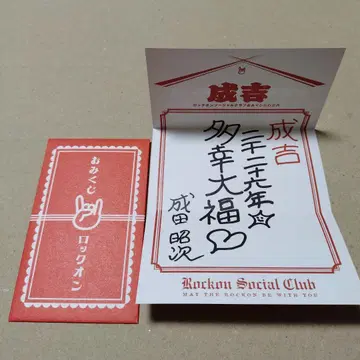 おみくじ
ロックオン
成吉
成吉
二千二十六年
多幸大福
成田昭次
Rockon Social Club
MAY THE ROCKON BE WITH YOU